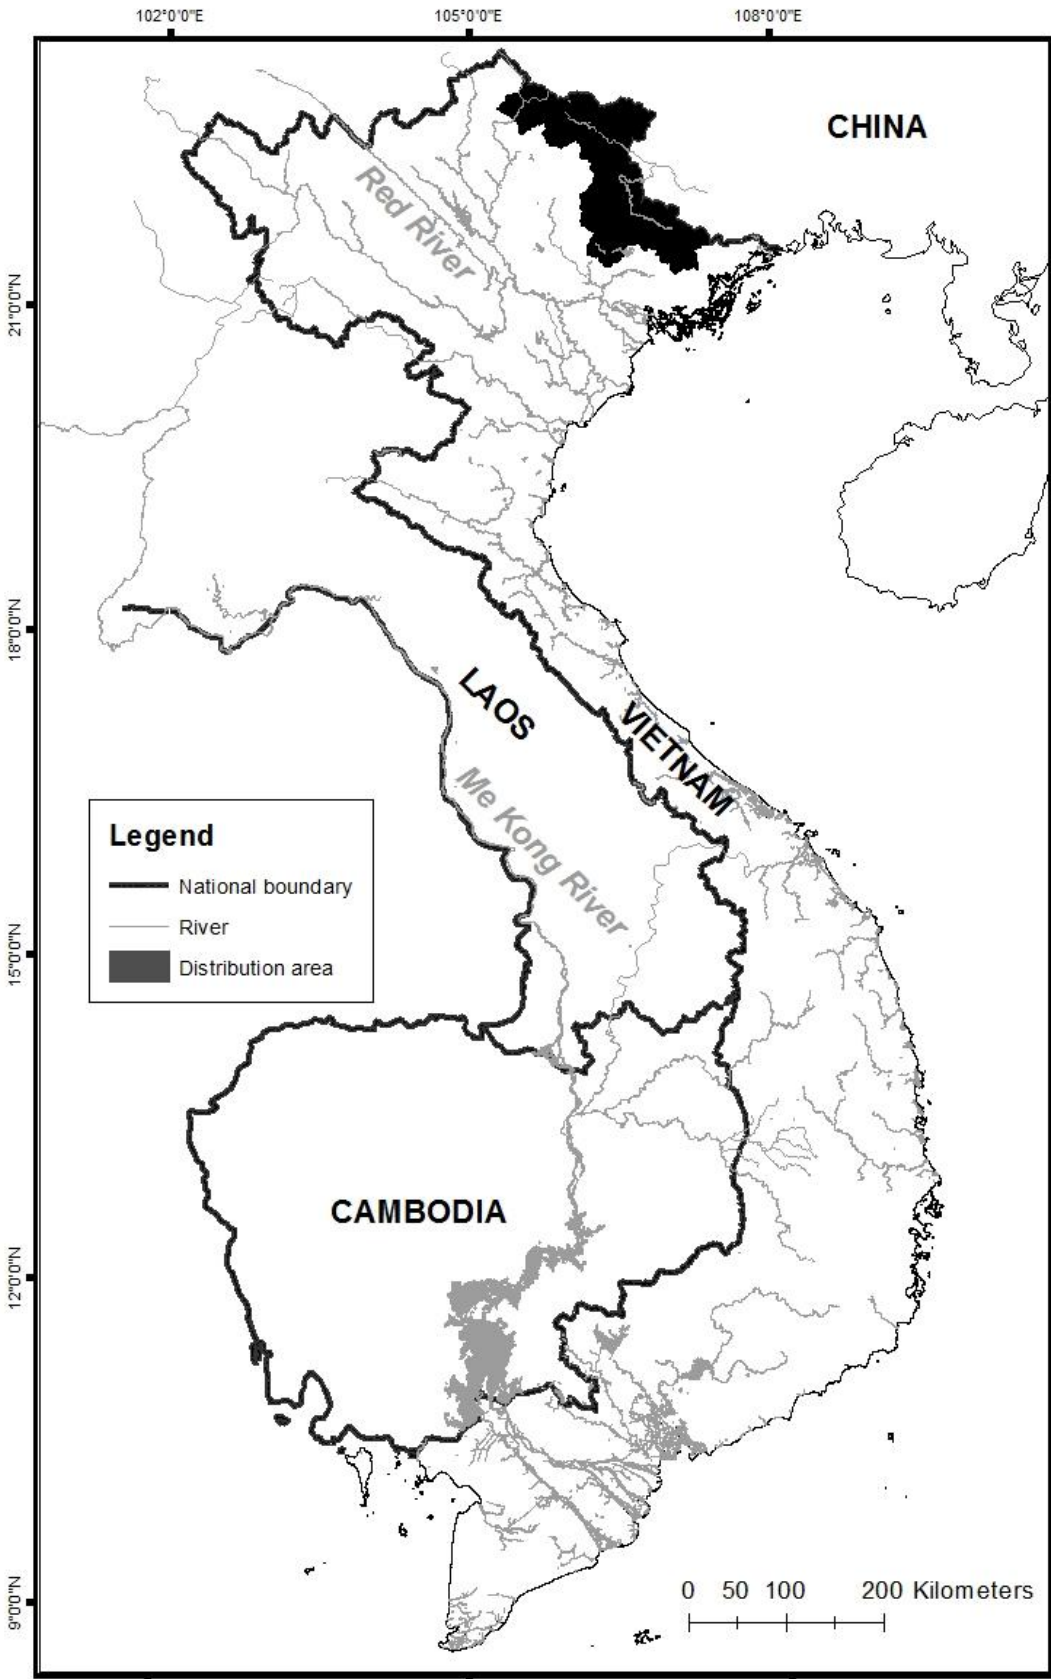 102°0'0"E 105°0'0"E 108°0'0"E
CHINA
Red River
21°0'0"N
18°0'0"N
LAOS
VIETNAM
Me Kong River
Legend
National boundary
River
Distribution area
15°0'0"N
CAMBODIA
12°0'0"N
9°0'0"N
0 50 100 200 Kilometers